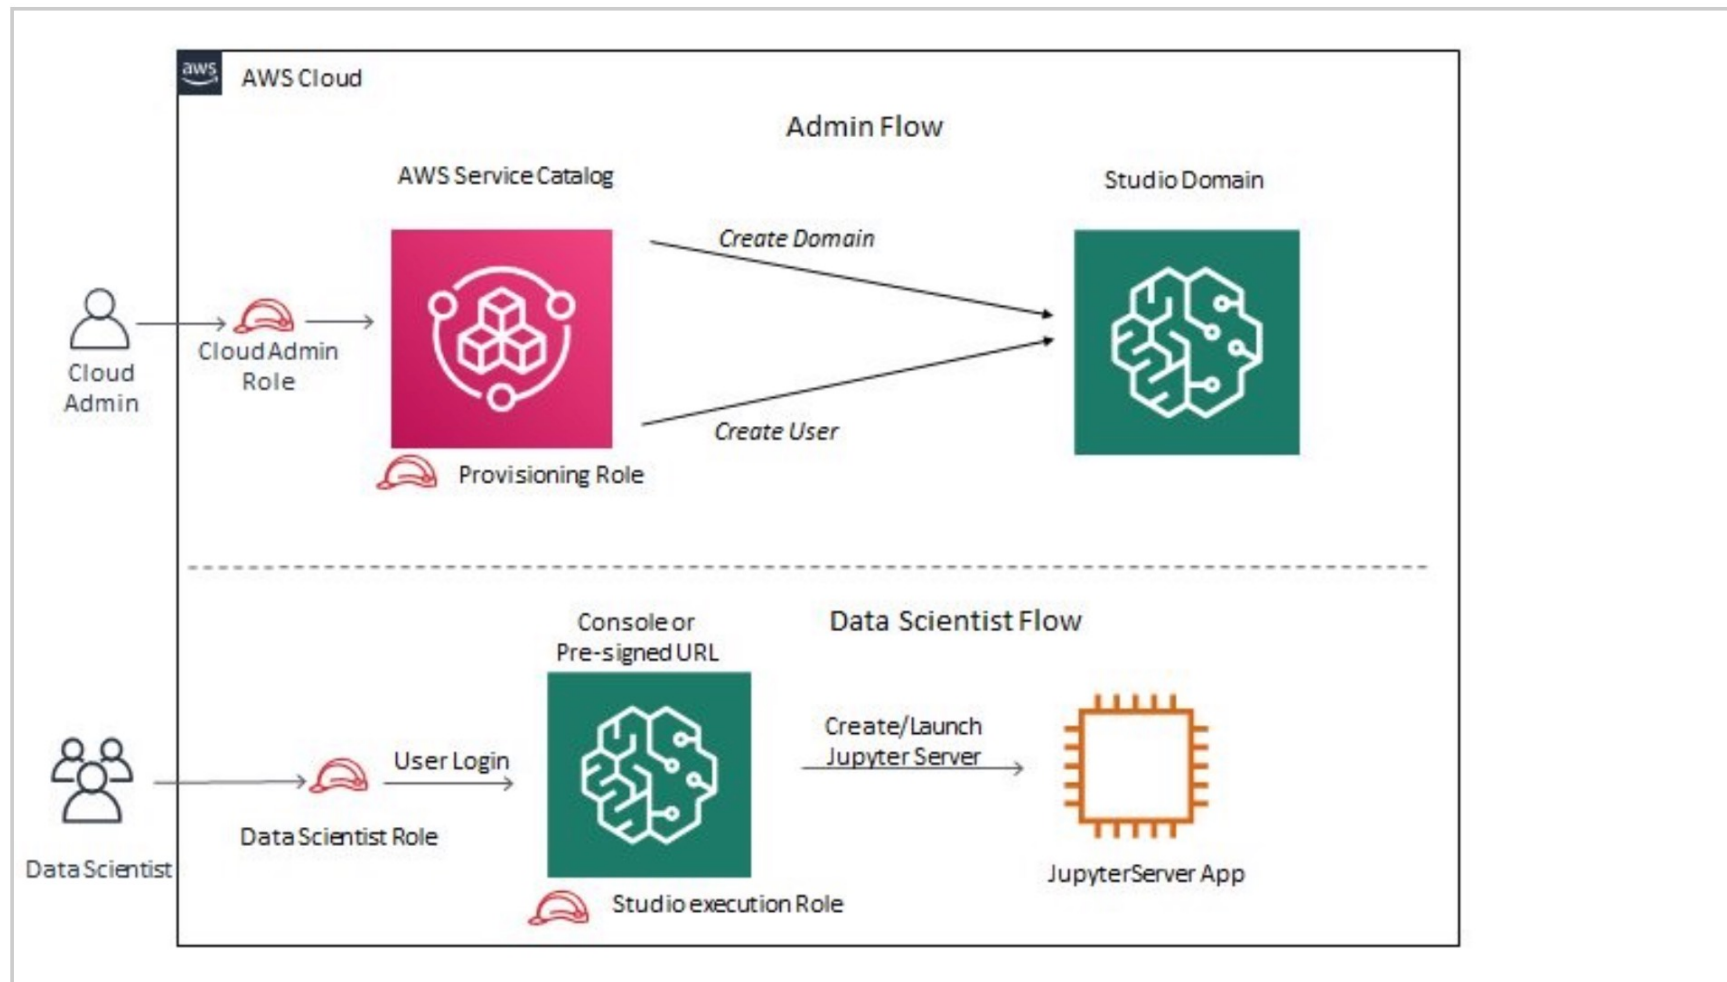 aws
AWS Cloud
Admin Flow
AWS Service Catalog
Studio Domain
Create Domain
Cloud Admin
Role
Cloud
Admin
Create User
Provisioning Role
Console or
Pre-signed URL
Data Scientist Flow
Create/Launch
Jupyter Server
User Login
Data Scientist Role
Data Scientist
JupyterServer App
Studio execution Role